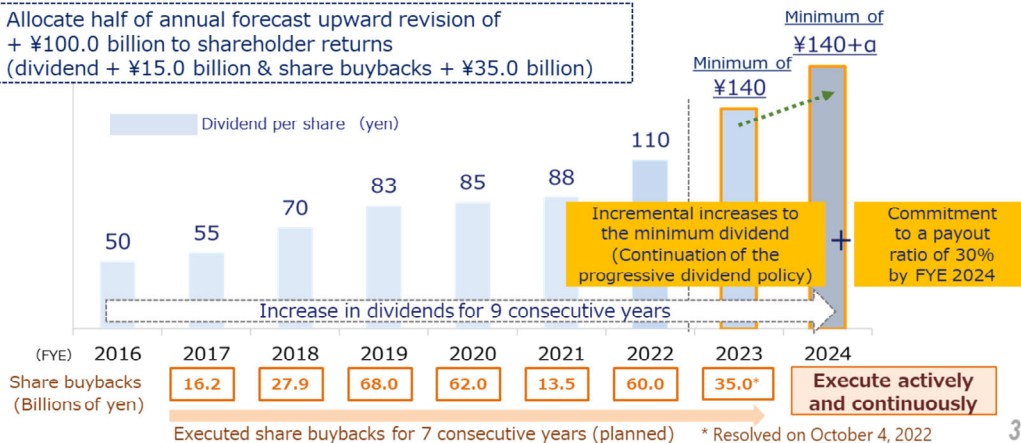 Allocate half of annual forecast upward revision of
+ ¥100.0 billion to shareholder returns
(dividend + ¥15.0 billion & share buybacks + ¥35.0 billion)
Minimum of
¥140+α
Minimum of
¥140
Dividend per share （yen）
50
55
70
83
85
88
110
Incremental increases to
the minimum dividend
(Continuation of the
progressive dividend policy)
+
Commitment
to a payout
ratio of 30%
by FYE 2024
Increase in dividends for 9 consecutive years
(FYE) 2016 2017 2018 2019 2020 2021 2022 2023 2024
Share buybacks
(Billions of yen)
16.2 27.9 68.0 62.0 13.5 60.0 35.0*
Execute actively
and continuously
Executed share buybacks for 7 consecutive years (planned)
* Resolved on October 4, 2022
3